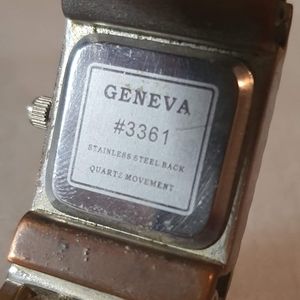 GENEVA
#3361
STAINLESS STEEL BACK
QUARTZ MOVEMENT